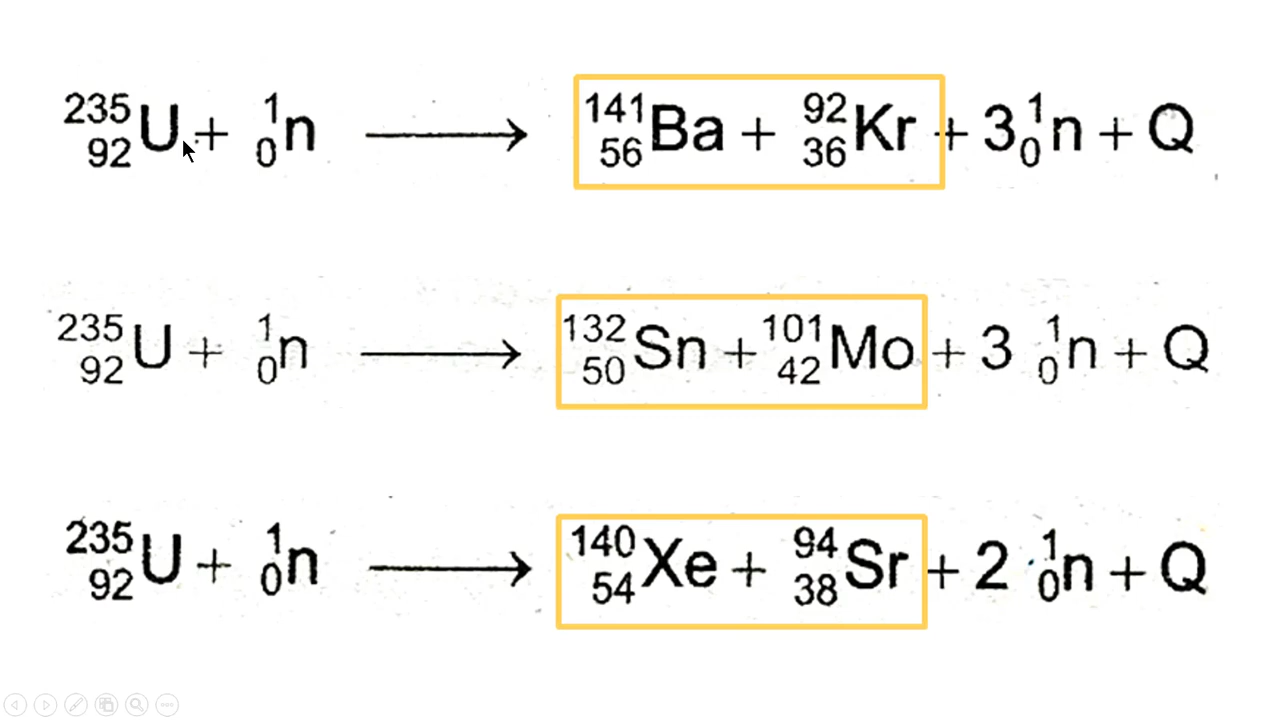 ²³⁵₉₂U + ¹₀n ⟶ ¹⁴¹₅₆Ba + ⁹²₃₆Kr + 3¹₀n + Q
²³⁵₉₂U + ¹₀n ⟶ ¹³²₅₀Sn + ¹⁰¹₄₂Mo + 3 ¹₀n + Q
²³⁵₉₂U + ¹₀n ⟶ ¹⁴⁰₅₄Xe + ⁹⁴₃₈Sr + 2 ¹₀n + Q